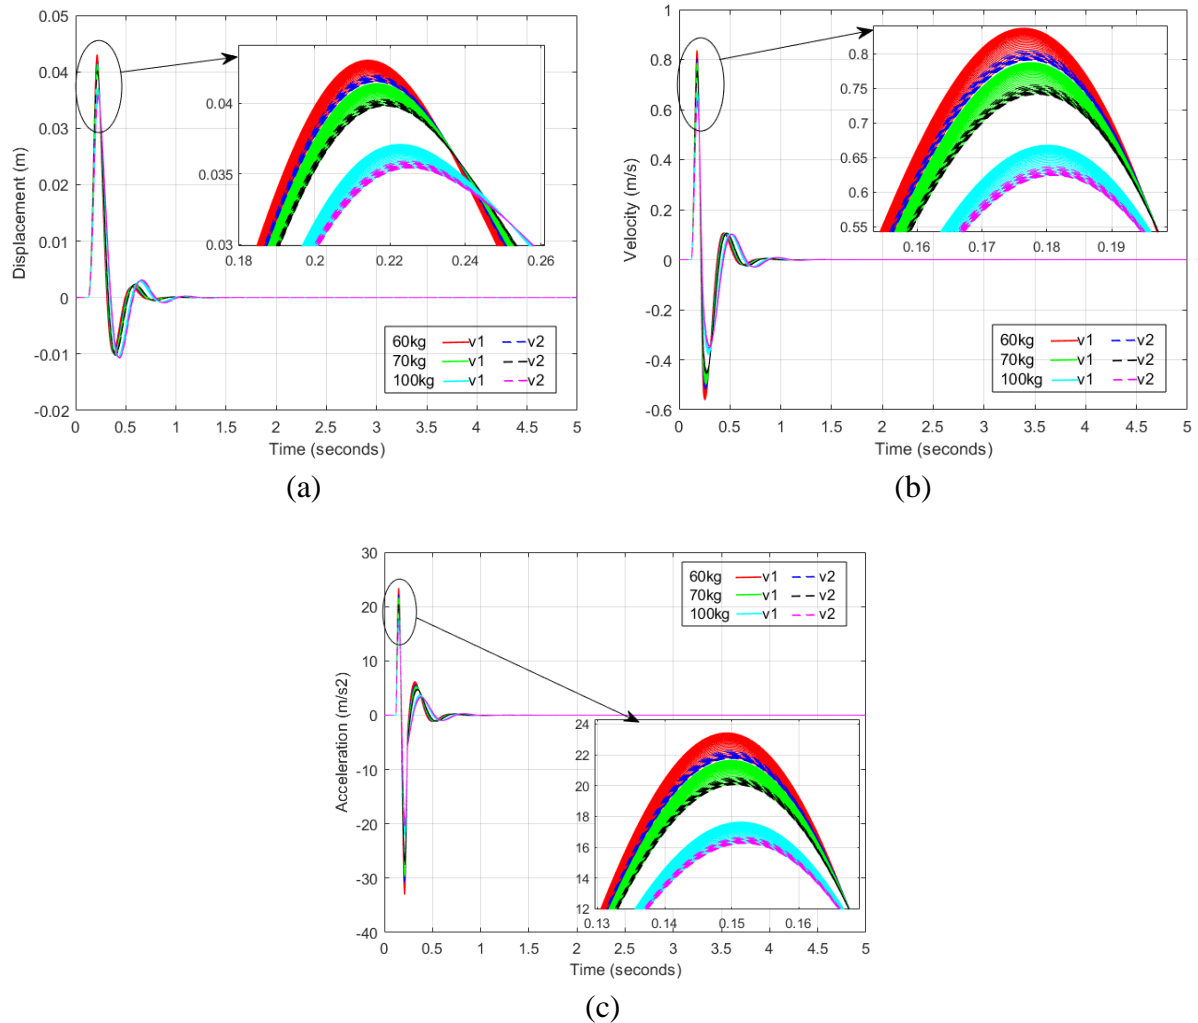 0.05
0.04
0.03
0.02
0.01
0
-0.01
-0.02
Displacement (m)
0.04
0.035
0.03
0.18 0.2 0.22 0.24 0.26
60kg v1 v2
70kg v1 v2
100kg v1 v2
0 0.5 1 1.5 2 2.5 3 3.5 4 4.5 5
Time (seconds)
(a)
1
0.8
0.6
0.4
0.2
0
-0.2
-0.4
-0.6
Velocity (m/s)
0.8
0.75
0.7
0.65
0.6
0.55
0.16 0.17 0.18 0.19
60kg v1 v2
70kg v1 v2
100kg v1 v2
0 0.5 1 1.5 2 2.5 3 3.5 4 4.5 5
Time (seconds)
(b)
30
20
10
0
-10
-20
-30
-40
Acceleration (m/s2)
60kg v1 v2
70kg v1 v2
100kg v1 v2
24
22
20
18
16
14
12
0.13 0.14 0.15 0.16
0 0.5 1 1.5 2 2.5 3 3.5 4 4.5 5
Time (seconds)
(c)